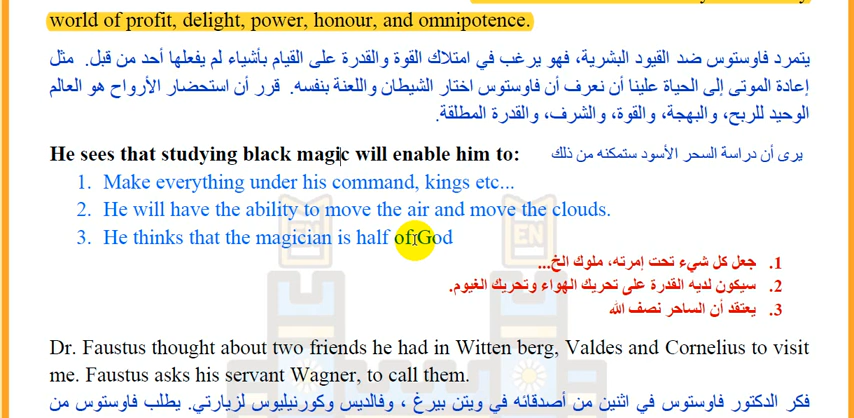 world of profit, delight, power, honour, and omnipotence.
يتمرد فاوستوس ضد القيود البشرية، فهو يرغب في امتلاك القوة والقدرة على القيام بأشياء لم يفعلها أحد من قبل. مثل
إعادة الموتى إلى الحياة علينا أن نعرف أن فاوستوس اختار الشيطان واللعنة بنفسه. قرر أن استحضار الأرواح هو العالم
الوحيد للربح، والبهجة، والقوة، والشرف، والقدرة المطلقة.
He sees that studying black magic will enable him to: يرى أن دراسة السحر الأسود ستمكنه من ذلك
1. Make everything under his command, kings etc...
2. He will have the ability to move the air and move the clouds.
3. He thinks that the magician is half of God
1. جعل كل شيء تحت إمرته، ملوك الخ...
2. سيكون لديه القدرة على تحريك الهواء وتحريك الغيوم.
3. يعتقد أن الساحر نصف الله
Dr. Faustus thought about two friends he had in Witten berg, Valdes and Cornelius to visit
me. Faustus asks his servant Wagner, to call them.
فكر الدكتور فاوستوس في اثنين من أصدقائه في ويتن بيرغ ، وفالديس وكورنيليوس لزيارتي. يطلب فاوستوس من
EN
EN